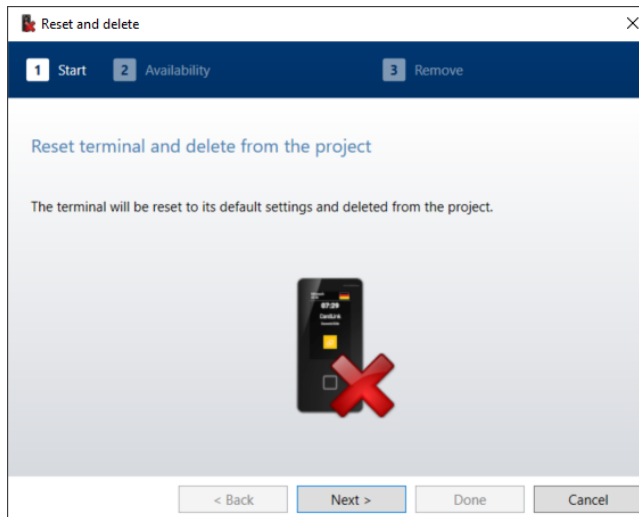 Reset and delete
1 Start 2 Availability 3 Remove
Reset terminal and delete from the project
The terminal will be reset to its default settings and deleted from the project.
07:39
CardLink
< Back Next > Done Cancel